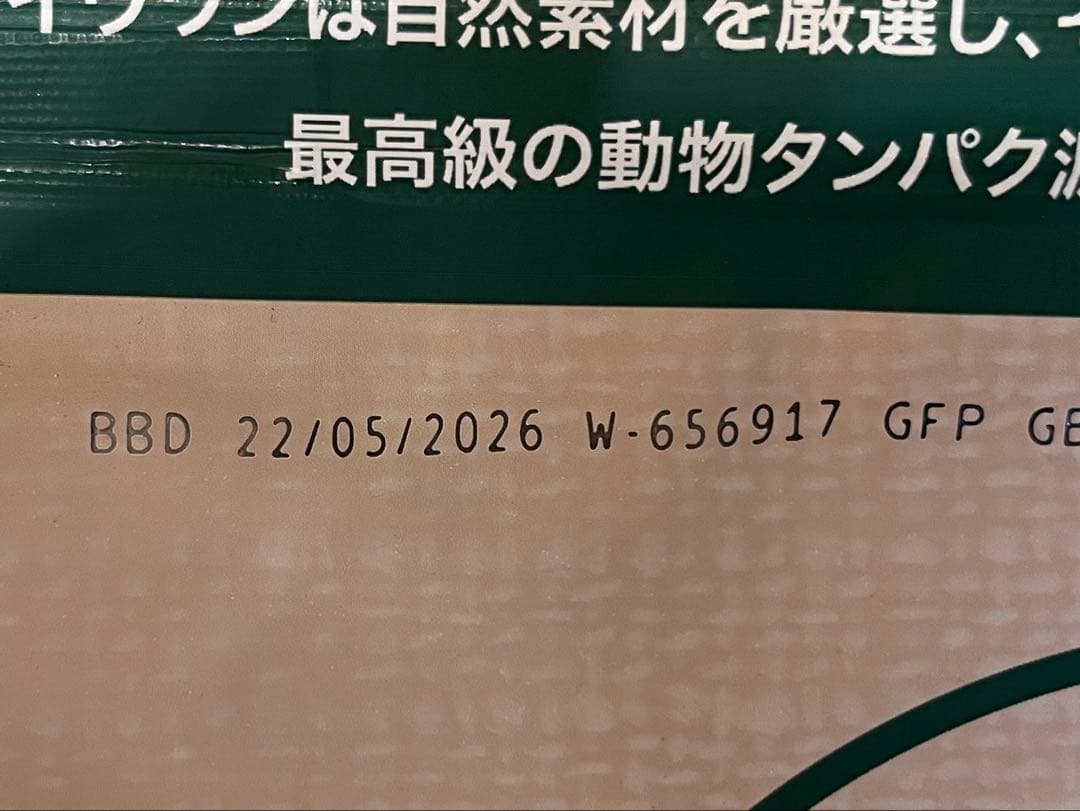 は自然素材を厳選し、
最高級の動物タンパク源
BBD 22/05/2026 W-656917 GFP